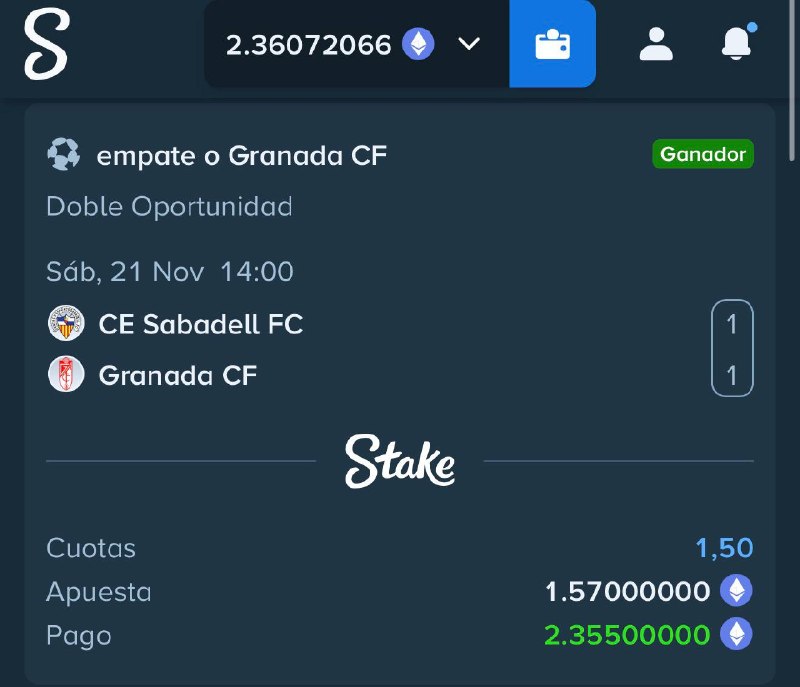 S 2.36072066
empate o Granada CF Ganador
Doble Oportunidad
Sáb, 21 Nov 14:00
CE Sabadell FC 1
Granada CF 1
Stake
Cuotas 1,50
Apuesta 1.57000000
Pago 2.35500000